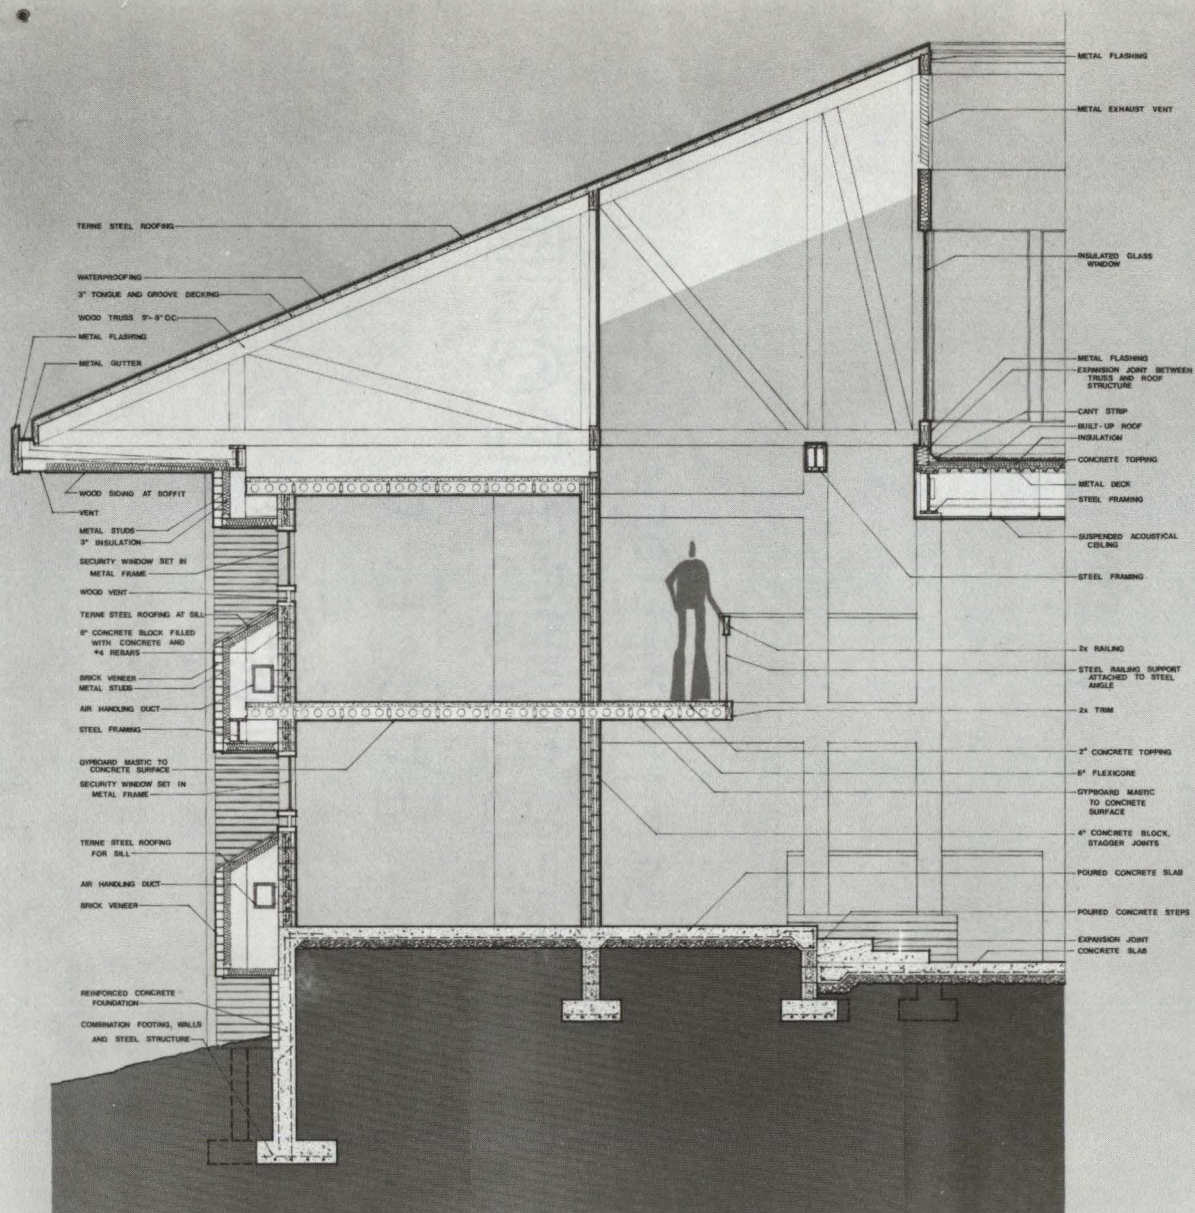 TERNE STEEL ROOFING
WATERPROOFING
3" TONGUE AND GROOVE DECKING
WOOD TRUSS 9'-8" O.C.
METAL FLASHING
METAL GUTTER
WOOD SIDING AT SOFFIT
VENT
METAL STUDS
3" INSULATION
SECURITY WINDOW SET IN
METAL FRAME
WOOD VENT
TERNE STEEL ROOFING AT SILL
8" CONCRETE BLOCK FILLED
WITH CONCRETE AND
#4 REBARS
BRICK VENEER
METAL STUDS
AIR HANDLING DUCT
STEEL FRAMING
GYPBOARD MASTIC TO
CONCRETE SURFACE
SECURITY WINDOW SET IN
METAL FRAME
TERNE STEEL ROOFING
FOR SILL
AIR HANDLING DUCT
BRICK VENEER
REINFORCED CONCRETE
FOUNDATION
COMBINATION FOOTING, WALLS
AND STEEL STRUCTURE
METAL FLASHING
METAL EXHAUST VENT
INSULATED GLASS
WINDOW
METAL FLASHING
EXPANSION JOINT BETWEEN
TRUSS AND ROOF
STRUCTURE
CANT STRIP
BUILT-UP ROOF
INSULATION
CONCRETE TOPPING
METAL DECK
STEEL FRAMING
SUSPENDED ACOUSTICAL
CEILING
STEEL FRAMING
2x RAILING
STEEL RAILING SUPPORT
ATTACHED TO STEEL
ANGLE
2x TRIM
2" CONCRETE TOPPING
6" FLEXICORE
GYPBOARD MASTIC
TO CONCRETE
SURFACE
4" CONCRETE BLOCK,
STAGGER JOINTS
POURED CONCRETE SLAB
POURED CONCRETE STEPS
EXPANSION JOINT
CONCRETE SLAB